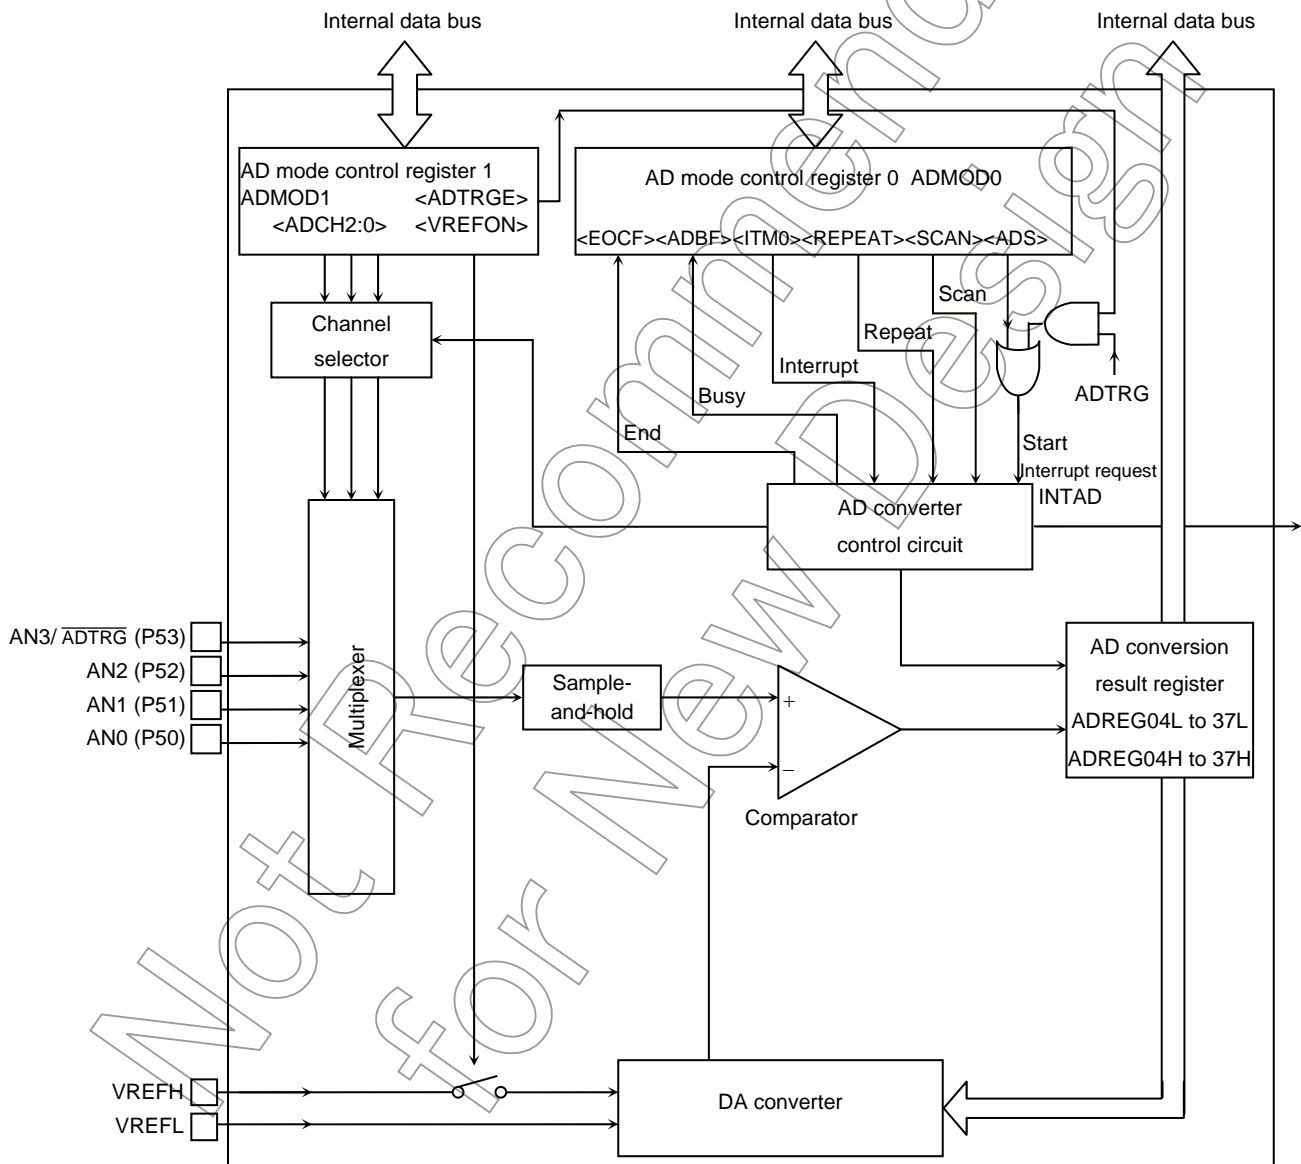 Internal data bus
Internal data bus
Internal data bus
AD mode control register 1
ADMOD1 <ADTRGE>
<ADCH2:0> <VREFON>
AD mode control register 0 ADMOD0
<EOCF><ADBF><ITM0><REPEAT><SCAN><ADS>
Channel
selector
Scan
Repeat
Interrupt
Busy
End
ADTRG
Start
Interrupt request
INTAD
AD converter
control circuit
AN3/ ADTRG (P53)
AN2 (P52)
AN1 (P51)
AN0 (P50)
Multiplexer
Sample-
and-hold
+
−
Comparator
AD conversion
result register
ADREG04L to 37L
ADREG04H to 37H
VREFH
VREFL
DA converter
Not Recommend
for New Design